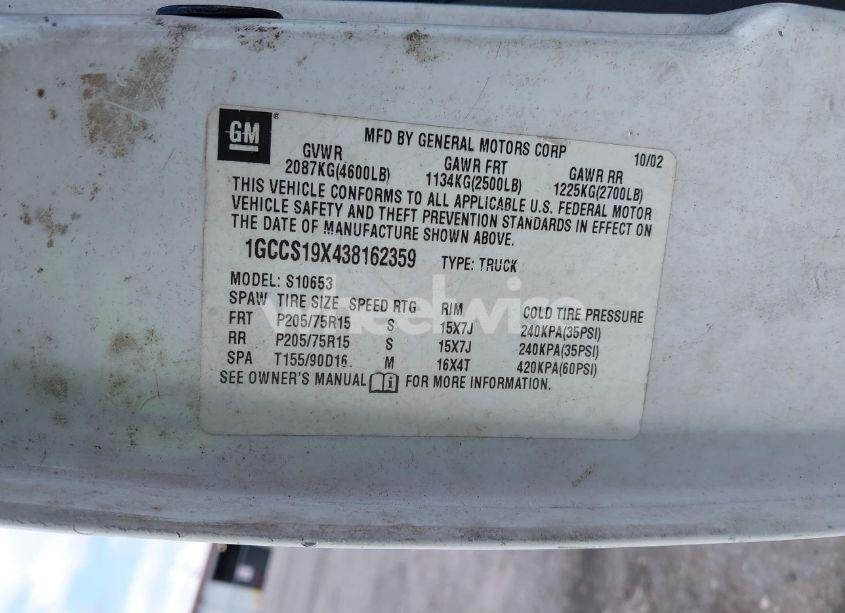 GM® MFD BY GENERAL MOTORS CORP 10/02
GVWR GAWR FRT GAWR RR
2087KG(4600LB) 1134KG(2500LB) 1225KG(2700LB)
THIS VEHICLE CONFORMS TO ALL APPLICABLE U.S. FEDERAL MOTOR
VEHICLE SAFETY AND THEFT PREVENTION STANDARDS IN EFFECT ON
THE DATE OF MANUFACTURE SHOWN ABOVE.
1GCCS19X438162359 TYPE: TRUCK
MODEL: S10653
SPAW TIRE SIZE SPEED RTG RIM COLD TIRE PRESSURE
FRT P205/75R15 S 15X7J 240KPA(35PSI)
RR P205/75R15 S 15X7J 240KPA(35PSI)
SPA T155/90D16 M 16X4T 420KPA(60PSI)
SEE OWNER'S MANUAL FOR MORE INFORMATION.
wheelwire